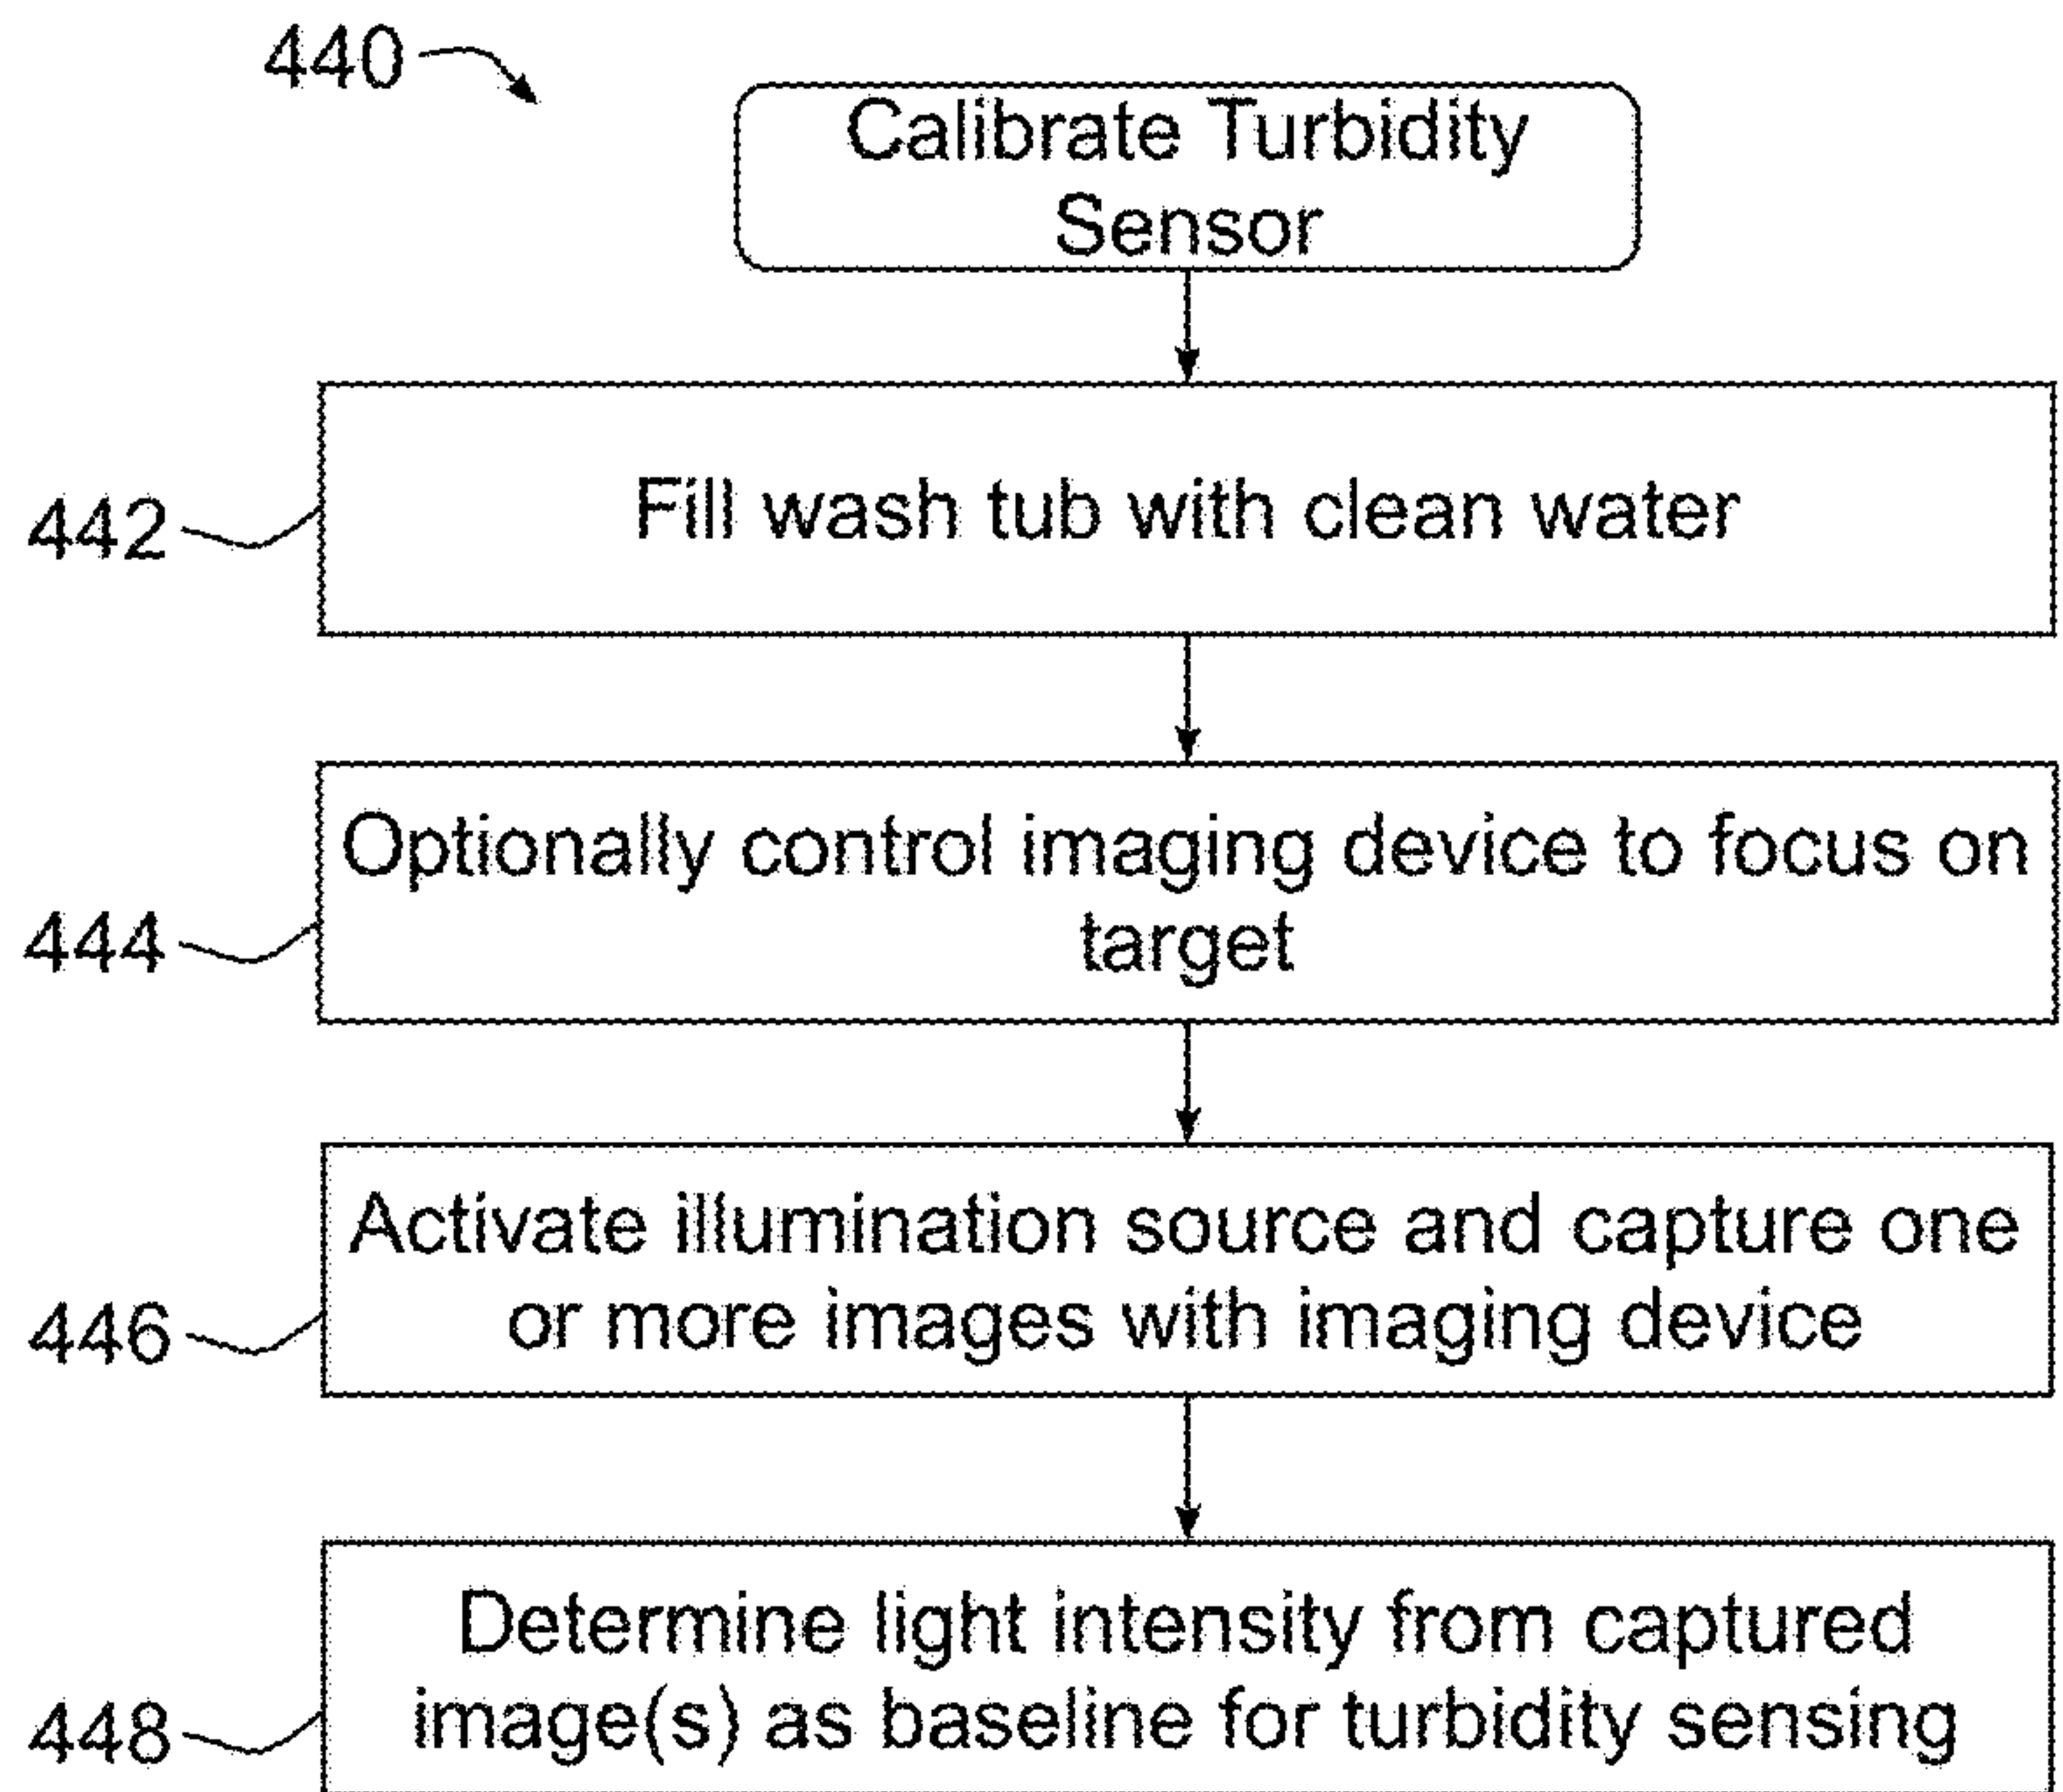 440
Calibrate Turbidity
Sensor
442
Fill wash tub with clean water
444
Optionally control imaging device to focus on
target
446
Activate illumination source and capture one
or more images with imaging device
448
Determine light intensity from captured
image(s) as baseline for turbidity sensing